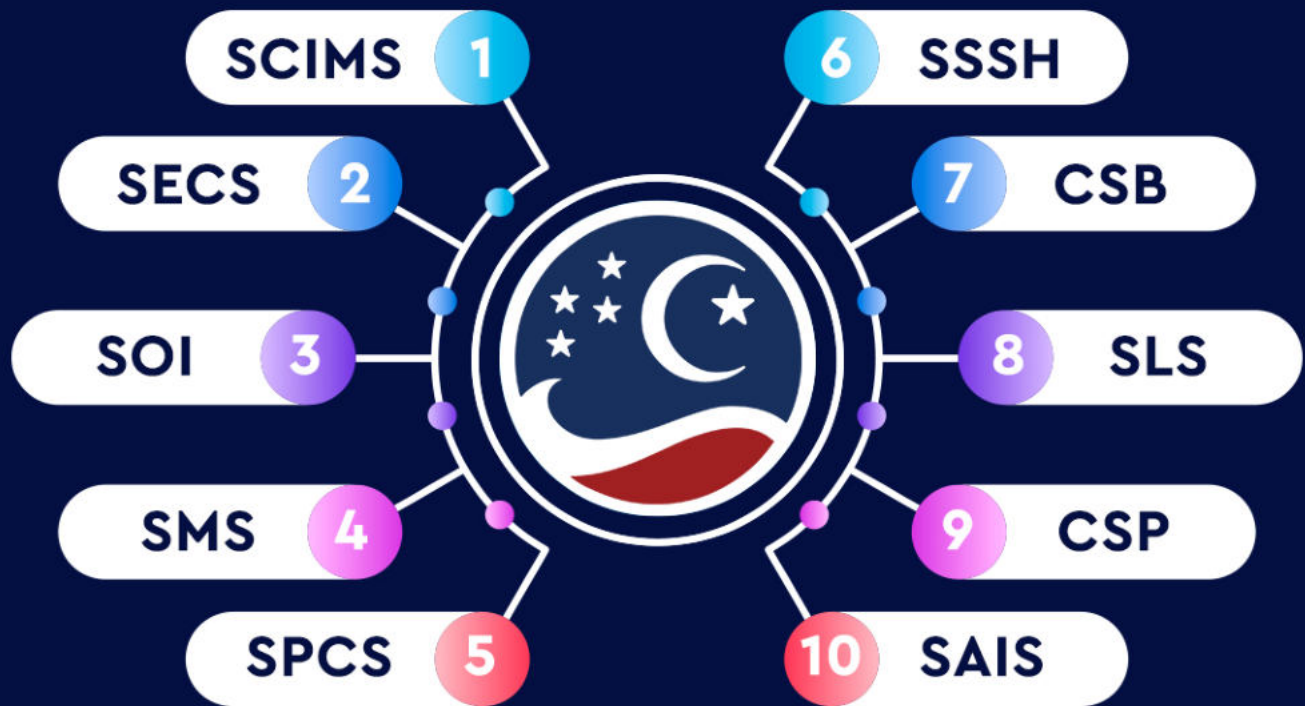 SCIMS 1
SECS 2
SOI 3
SMS 4
SPCS 5
6 SSSH
7 CSB
8 SLS
9 CSP
10 SAIS